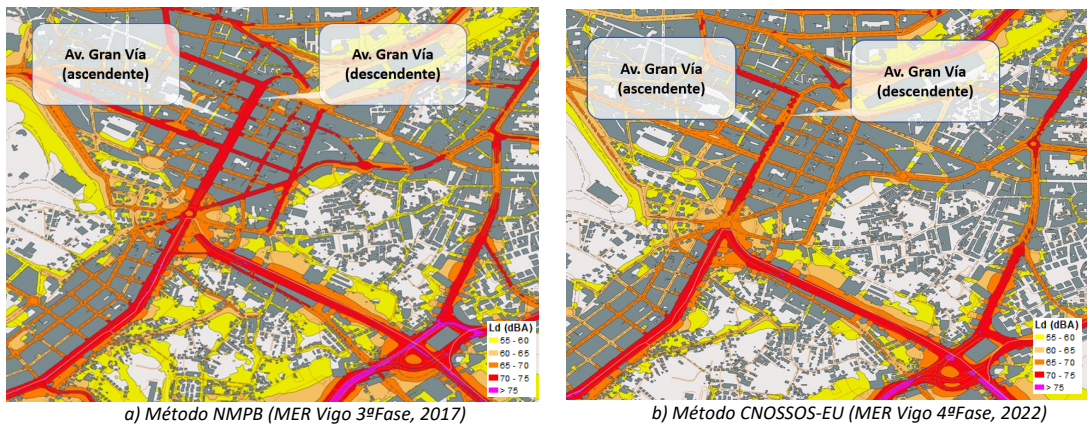 Av. Gran Vía
(ascendente)
Av. Gran Vía
(descendente)
Ld (dBA)
55 - 60
60 - 65
65 - 70
70 - 75
> 75
a) Método NMPB (MER Vigo 3ªFase, 2017)
Av. Gran Vía
(ascendente)
Av. Gran Vía
(descendente)
Ld (dBA)
55 - 60
60 - 65
65 - 70
70 - 75
> 75
b) Método CNOSSOS-EU (MER Vigo 4ªFase, 2022)